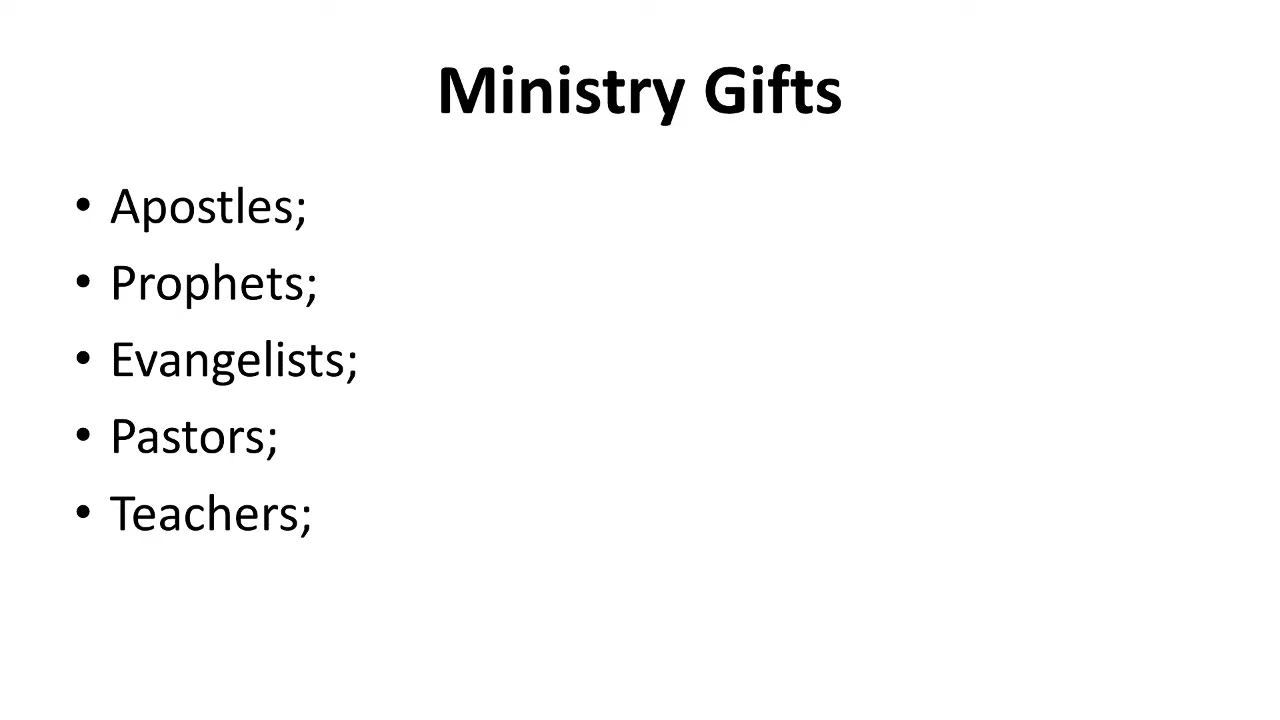 Ministry Gifts
• Apostles;
• Prophets;
• Evangelists;
• Pastors;
• Teachers;